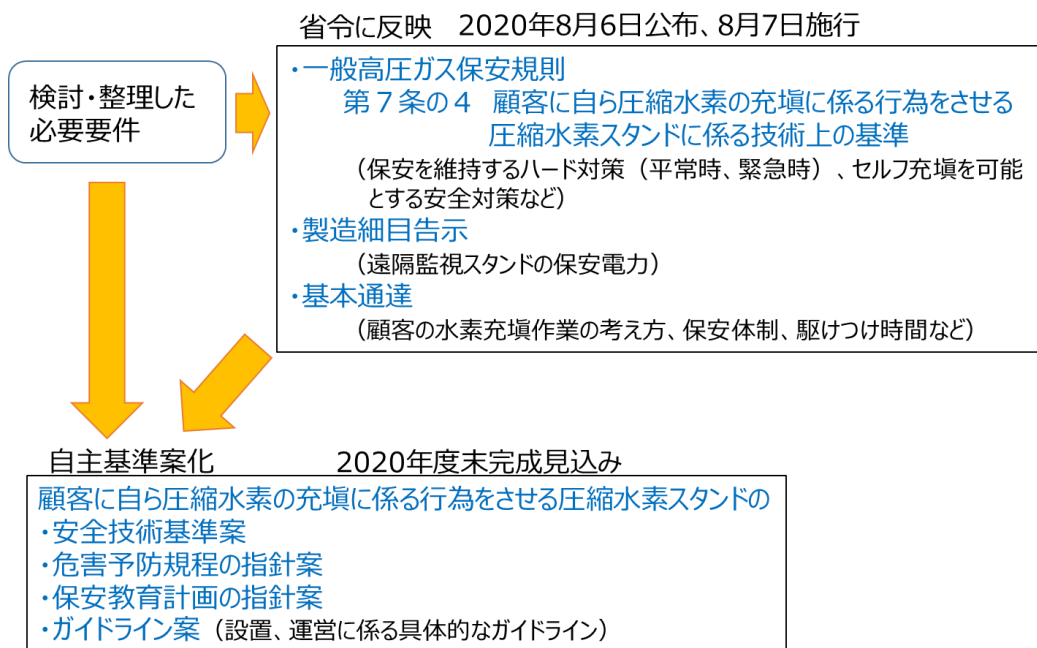 省令に反映 2020年8月6日公布、8月7日施行
検討・整理した
必要要件
・一般高圧ガス保安規則
第7条の4 顧客に自ら圧縮水素の充塡に係る行為をさせる
圧縮水素スタンドに係る技術上の基準
（保安を維持するハード対策（平常時、緊急時）、セルフ充塡を可能
とする安全対策など）
・製造細目告示
（遠隔監視スタンドの保安電力）
・基本通達
（顧客の水素充塡作業の考え方、保安体制、駆けつけ時間など）
自主基準案化 2020年度末完成見込み
顧客に自ら圧縮水素の充塡に係る行為をさせる圧縮水素スタンドの
・安全技術基準案
・危害予防規程の指針案
・保安教育計画の指針案
・ガイドライン案（設置、運営に係る具体的なガイドライン）